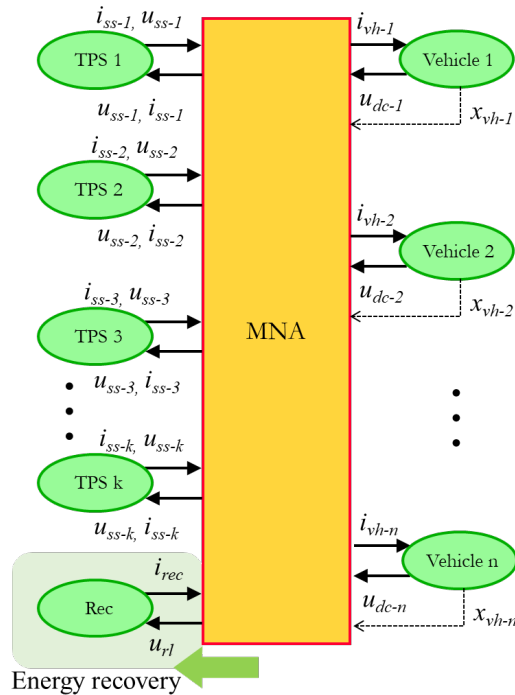 i_ss-1, u_ss-1
TPS 1
u_ss-1, i_ss-1
i_ss-2, u_ss-2
TPS 2
u_ss-2, i_ss-2
i_ss-3, u_ss-3
TPS 3
u_ss-3, i_ss-3
i_ss-k, u_ss-k
TPS k
u_ss-k, i_ss-k
i_rec
Rec
u_rl
Energy recovery
MNA
i_vh-1
Vehicle 1
u_dc-1
x_vh-1
i_vh-2
Vehicle 2
u_dc-2
x_vh-2
i_vh-n
Vehicle n
u_dc-n
x_vh-n